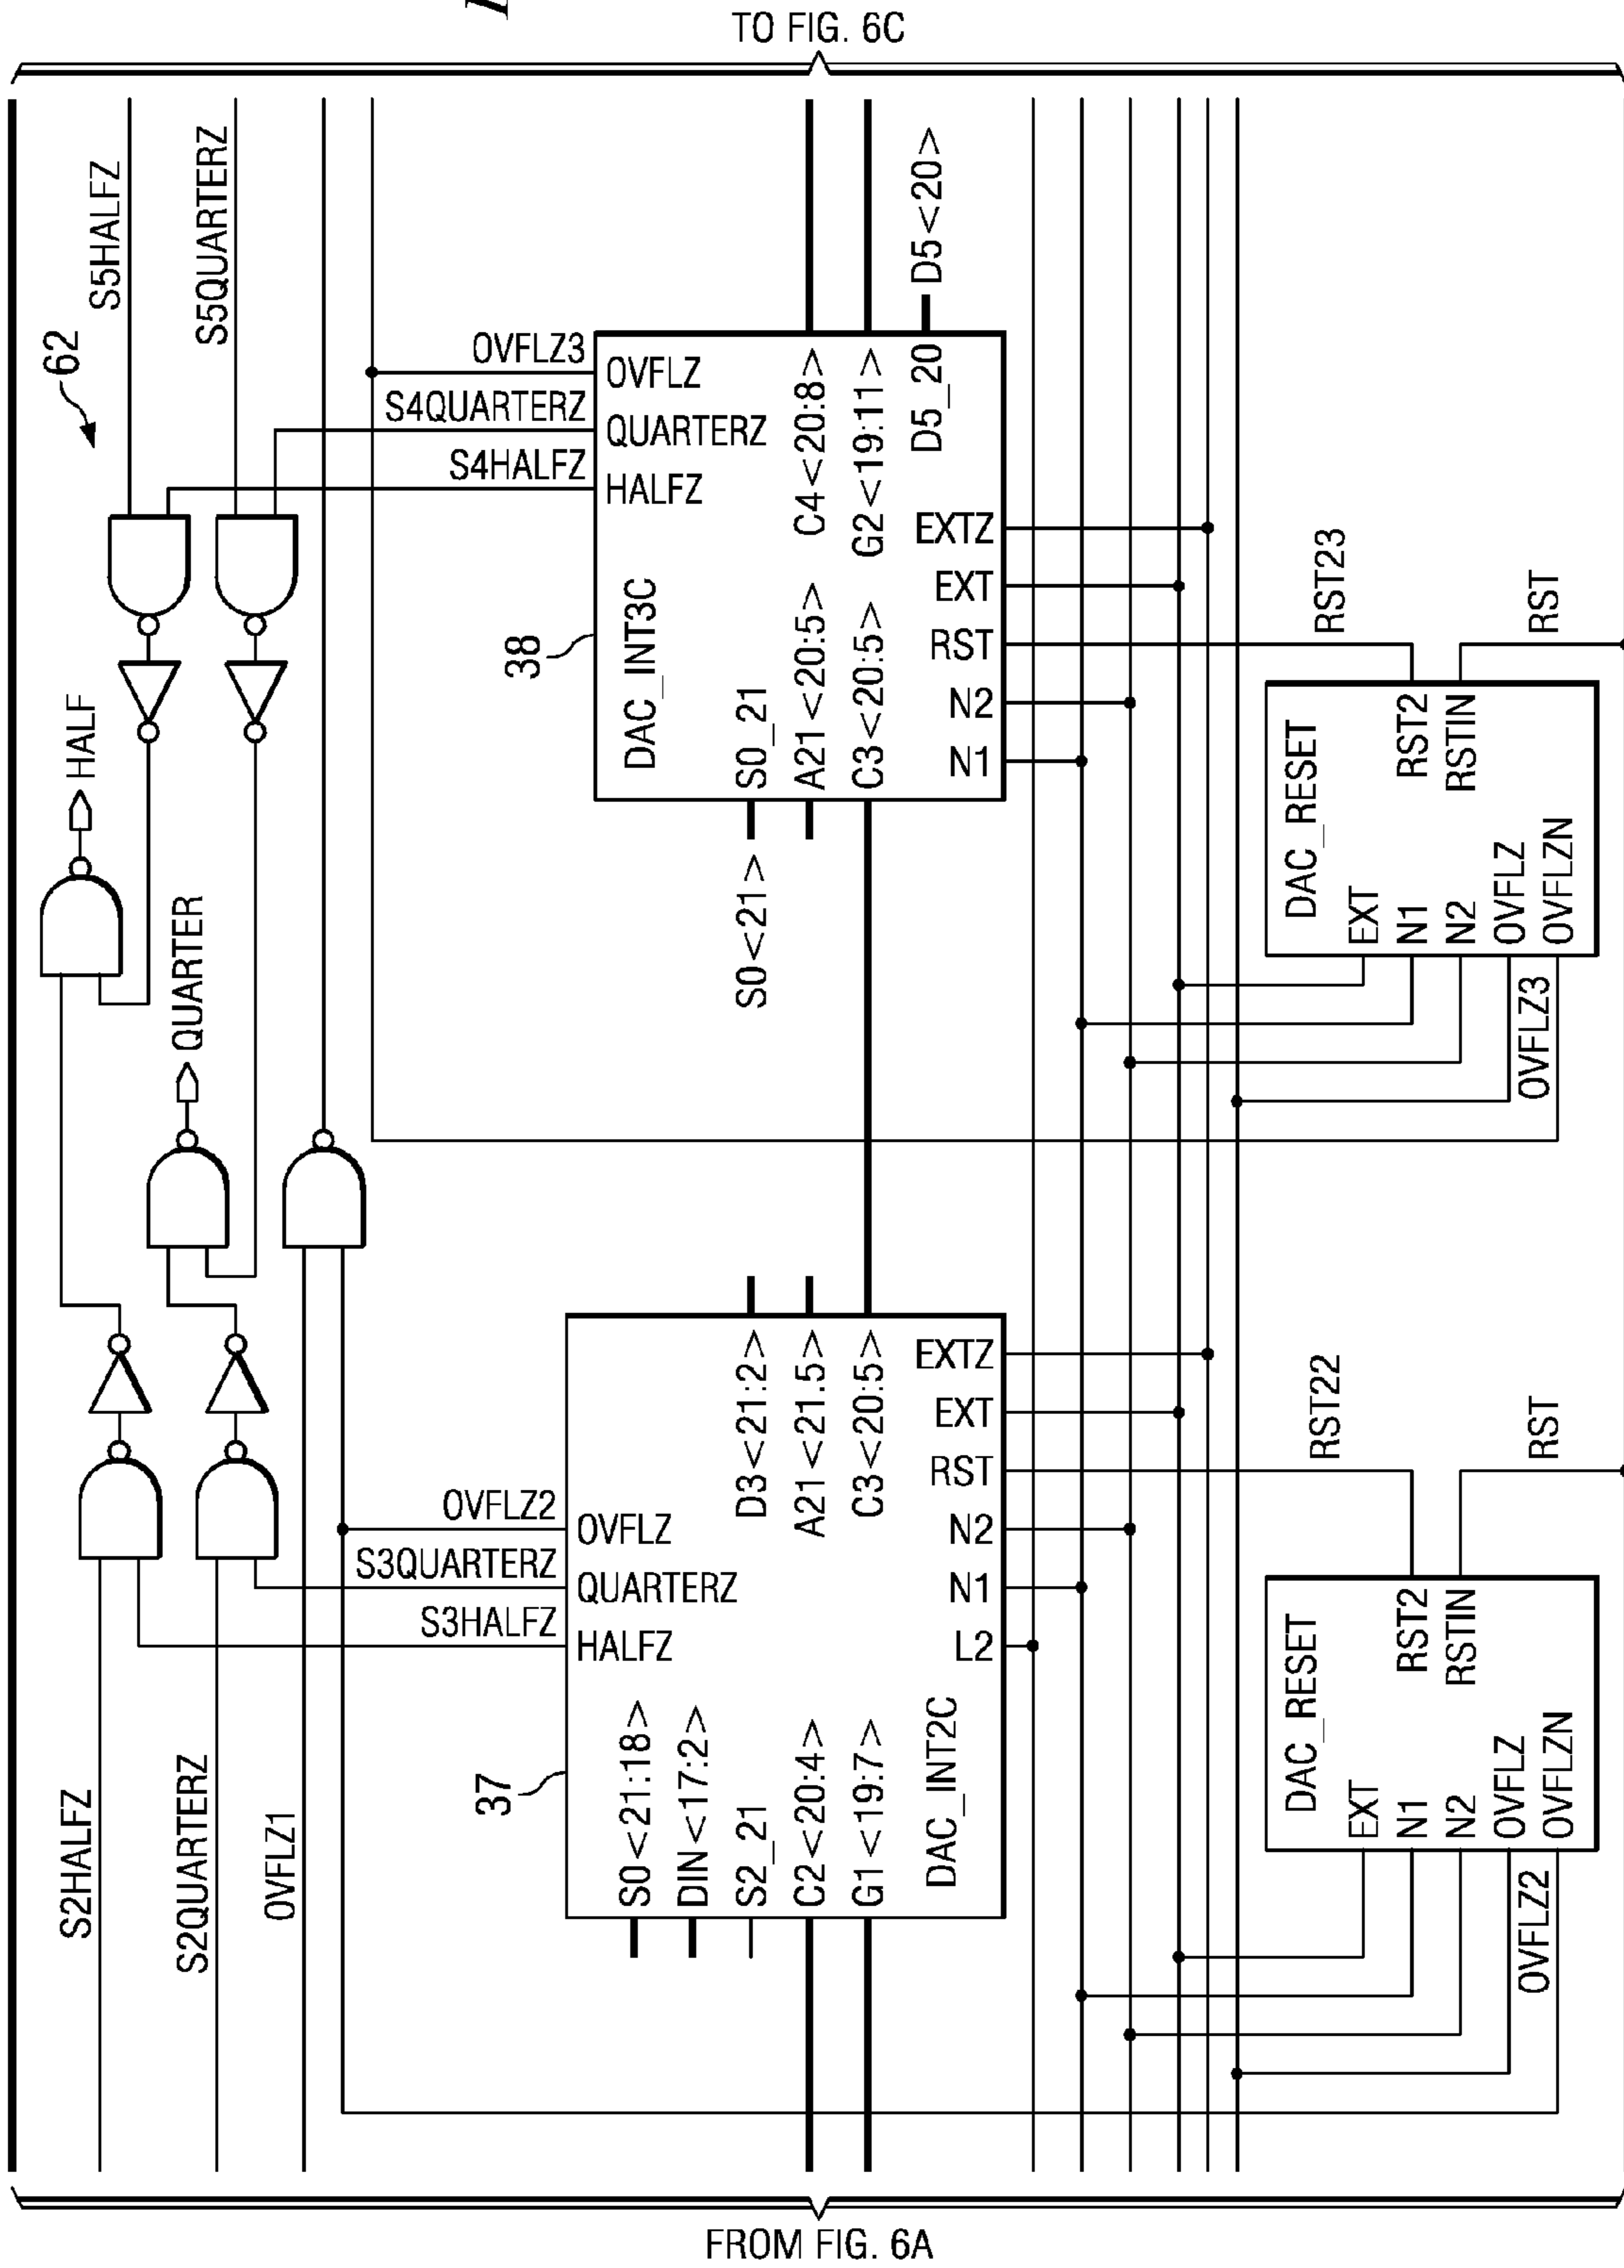 TO FIG. 6C
S5HALFZ
S5QUARTERZ
62
HALF
QUARTER
OVFLZ3
S4QUARTERZ
S4HALFZ
OVFLZ
QUARTERZ
HALFZ
38
DAC_INT3C
S0<21>
S0_21
A21<20:5>
C3<20:5>
C4<20:8>
G2<19:11>
D5_20
D5<20>
EXTZ
EXT
RST
N2
N1
RST23
RST
DAC_RESET
RST2
RSTIN
EXT
N1
N2
OVFLZ
OVFLZN
OVFLZ3
S2HALFZ
S2QUARTERZ
OVFLZ1
OVFLZ2
S3QUARTERZ
S3HALFZ
OVFLZ
QUARTERZ
HALFZ
37
S0<21:18>
DIN<17:2>
S2_21
C2<20:4>
G1<19:7>
DAC_INT2C
D3<21:2>
A21<21.5>
C3<20:5>
EXTZ
EXT
RST
N2
N1
L2
RST22
RST
DAC_RESET
RST2
RSTIN
EXT
N1
N2
OVFLZ
OVFLZN
OVFLZ2
FROM FIG. 6A